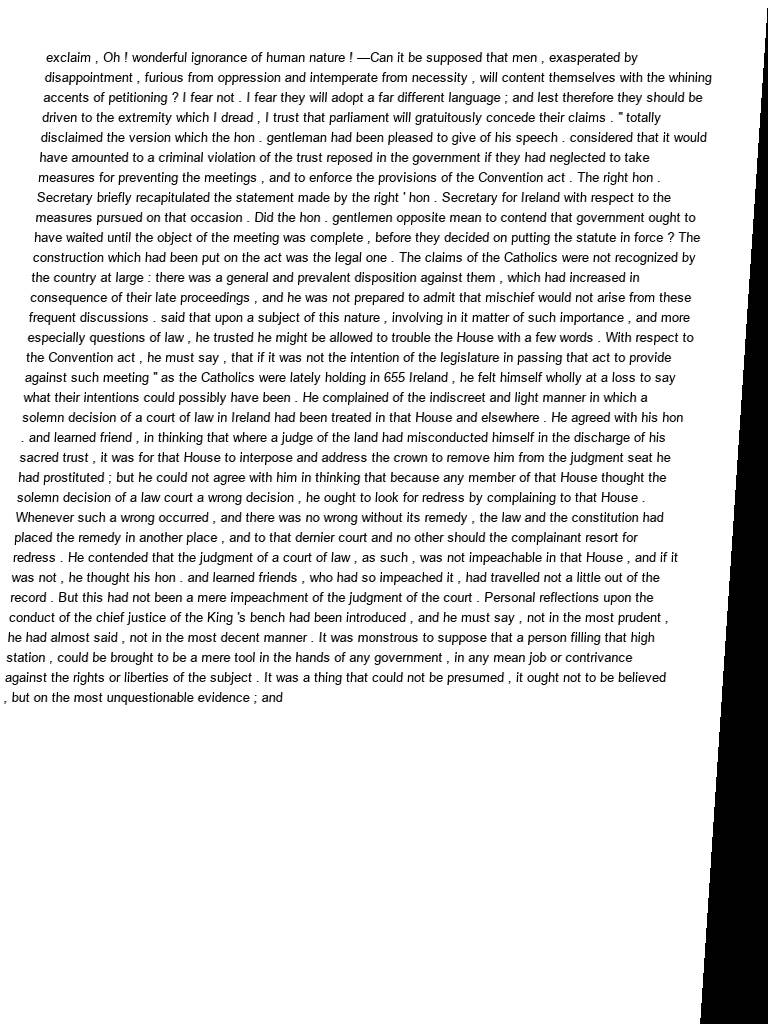 exclaim , Oh ! wonderful ignorance of human nature ! —Can it be supposed that men , exasperated by
disappointment , furious from oppression and intemperate from necessity , will content themselves with the whining
accents of petitioning ? I fear not . I fear they will adopt a far different language ; and lest therefore they should be
driven to the extremity which I dread , I trust that parliament will gratuitously concede their claims . " totally
disclaimed the version which the hon . gentleman had been pleased to give of his speech . considered that it would
have amounted to a criminal violation of the trust reposed in the government if they had neglected to take
measures for preventing the meetings , and to enforce the provisions of the Convention act . The right hon .
Secretary briefly recapitulated the statement made by the right ' hon . Secretary for Ireland with respect to the
measures pursued on that occasion . Did the hon . gentlemen opposite mean to contend that government ought to
have waited until the object of the meeting was complete , before they decided on putting the statute in force ? The
construction which had been put on the act was the legal one . The claims of the Catholics were not recognized by
the country at large : there was a general and prevalent disposition against them , which had increased in
consequence of their late proceedings , and he was not prepared to admit that mischief would not arise from these
frequent discussions . said that upon a subject of this nature , involving in it matter of such importance , and more
especially questions of law , he trusted he might be allowed to trouble the House with a few words . With respect to
the Convention act , he must say , that if it was not the intention of the legislature in passing that act to provide
against such meeting " as the Catholics were lately holding in 655 Ireland , he felt himself wholly at a loss to say
what their intentions could possibly have been . He complained of the indiscreet and light manner in which a
solemn decision of a court of law in Ireland had been treated in that House and elsewhere . He agreed with his hon
. and learned friend , in thinking that where a judge of the land had misconducted himself in the discharge of his
sacred trust , it was for that House to interpose and address the crown to remove him from the judgment seat he
had prostituted ; but he could not agree with him in thinking that because any member of that House thought the
solemn decision of a law court a wrong decision , he ought to look for redress by complaining to that House .
Whenever such a wrong occurred , and there was no wrong without its remedy , the law and the constitution had
placed the remedy in another place , and to that dernier court and no other should the complainant resort for
redress . He contended that the judgment of a court of law , as such , was not impeachable in that House , and if it
was not , he thought his hon . and learned friends , who had so impeached it , had travelled not a little out of the
record . But this had not been a mere impeachment of the judgment of the court . Personal reflections upon the
conduct of the chief justice of the King 's bench had been introduced , and he must say , not in the most prudent ,
he had almost said , not in the most decent manner . It was monstrous to suppose that a person filling that high
station , could be brought to be a mere tool in the hands of any government , in any mean job or contrivance
against the rights or liberties of the subject . It was a thing that could not be presumed , it ought not to be believed
, but on the most unquestionable evidence ; and